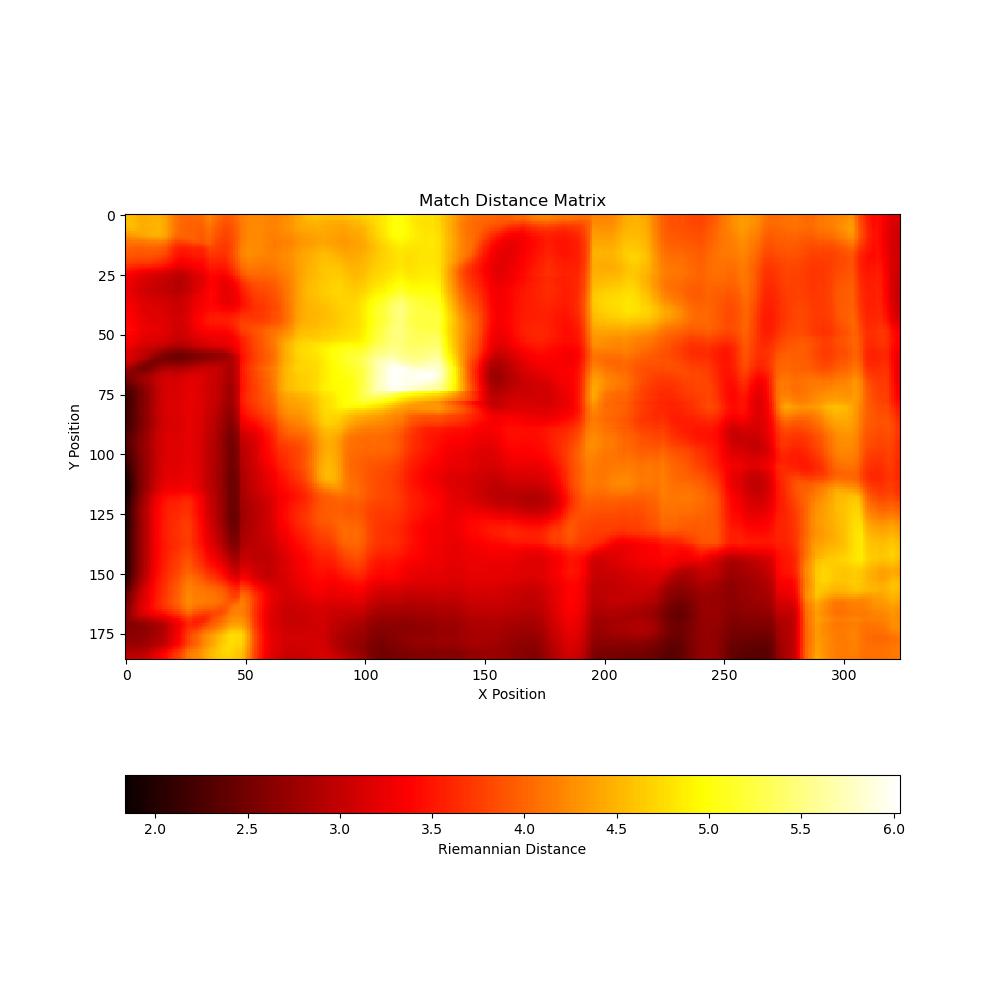 Match Distance Matrix
0
25
50
75
100
125
150
175
Y Position
0 50 100 150 200 250 300
X Position
2.0 2.5 3.0 3.5 4.0 4.5 5.0 5.5 6.0
Riemannian Distance